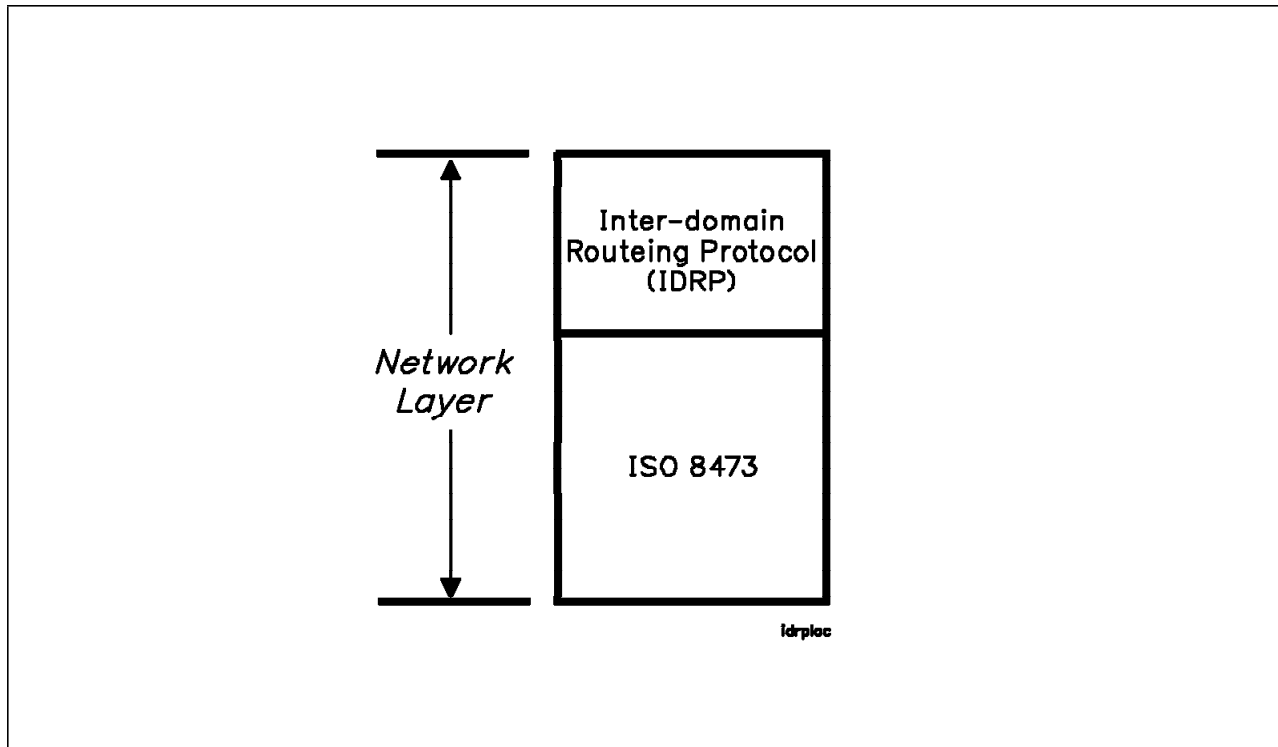 Inter-domain
Routeing Protocol
(IDRP)
Network
Layer
ISO 8473
idrploc